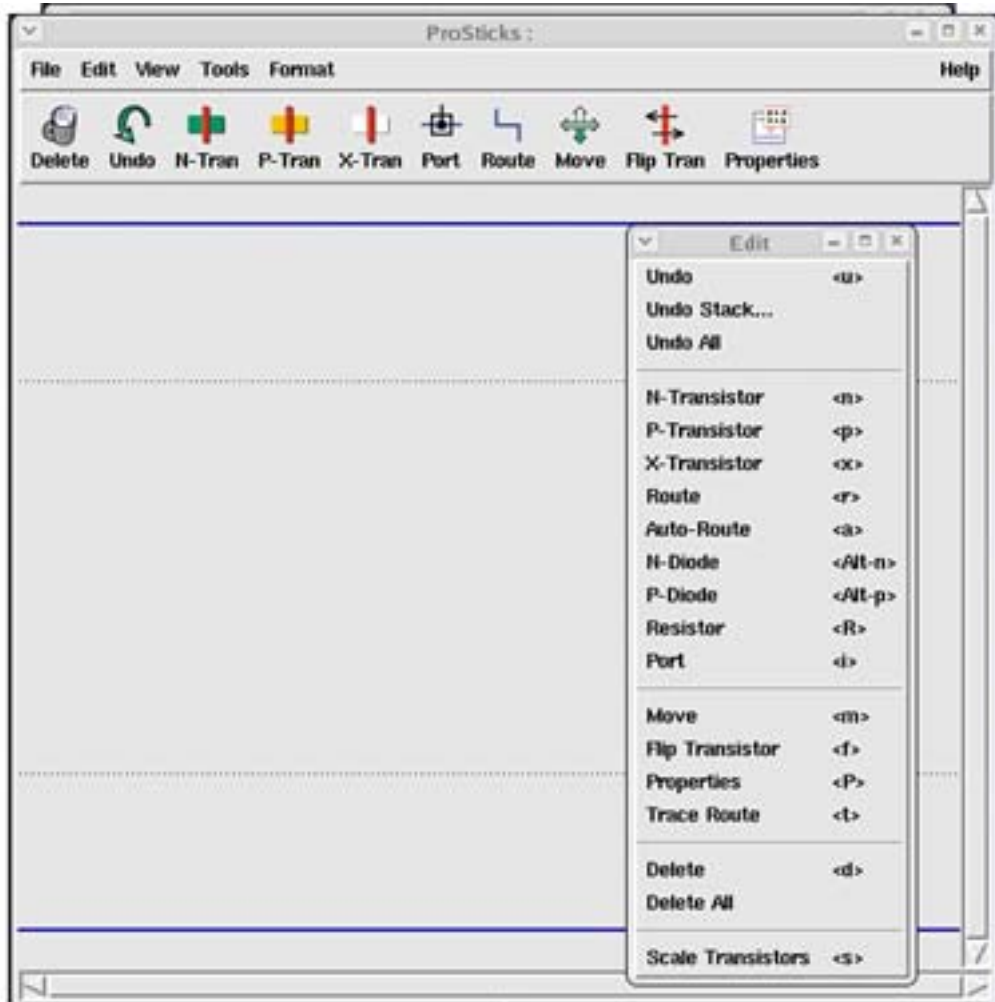 ProSticks :
File Edit View Tools Format Help
Delete Undo N-Tran P-Tran X-Tran Port Route Move Flip Tran Properties
Edit
Undo <u>
Undo Stack...
Undo All
N-Transistor <n>
P-Transistor <p>
X-Transistor <x>
Route <r>
Auto-Route <a>
N-Diode <Alt-n>
P-Diode <Alt-p>
Resistor <R>
Port <i>
Move <m>
Flip Transistor <f>
Properties <P>
Trace Route <t>
Delete <d>
Delete All
Scale Transistors <s>